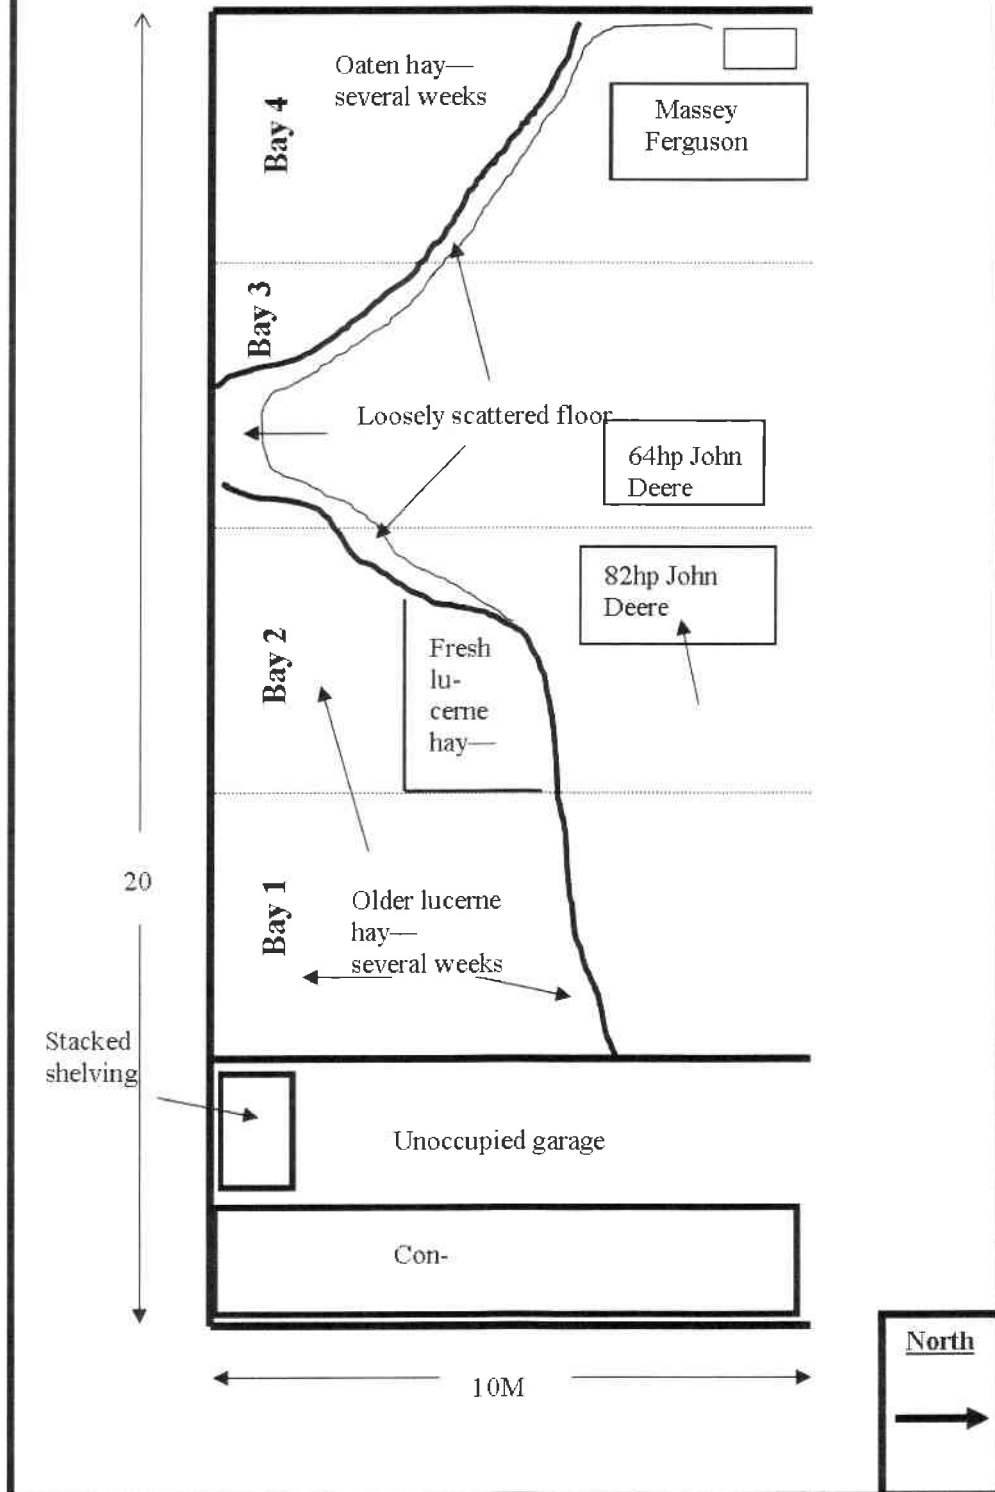 Oaten hay—
several weeks
Bay 4
Massey
Ferguson
Bay 3
Loosely scattered floor—
64hp John
Deere
82hp John
Deere
Bay 2
Fresh
lu-
cerne
hay—
20
Bay 1
Older lucerne
hay—
several weeks
Stacked
shelving
Unoccupied garage
Con-
North
10M